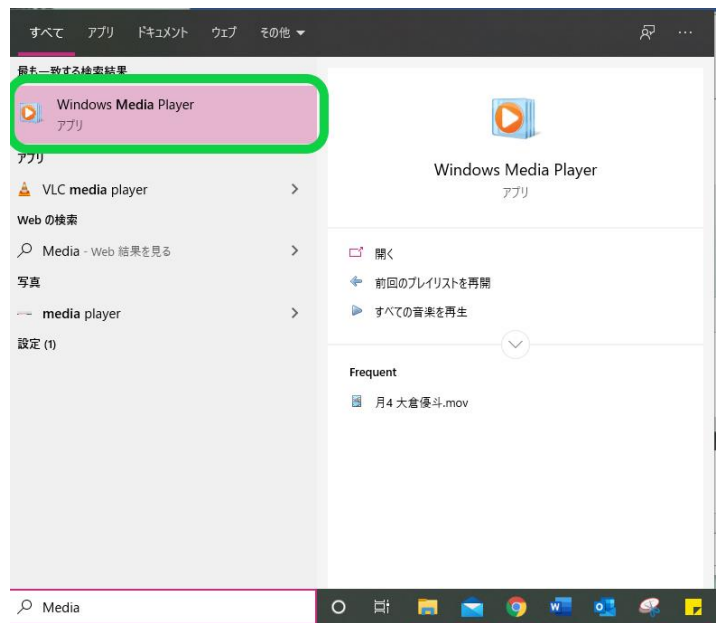 すべて アプリ ドキュメント ウェブ その他
最も一致する検索結果
Windows Media Player
アプリ
アプリ
VLC media player
Web の検索
Media - Web 結果を見る
写真
media player
設定 (1)
Windows Media Player
アプリ
開く
前回のプレイリストを再開
すべての音楽を再生
Frequent
月4 大倉優斗.mov
Media